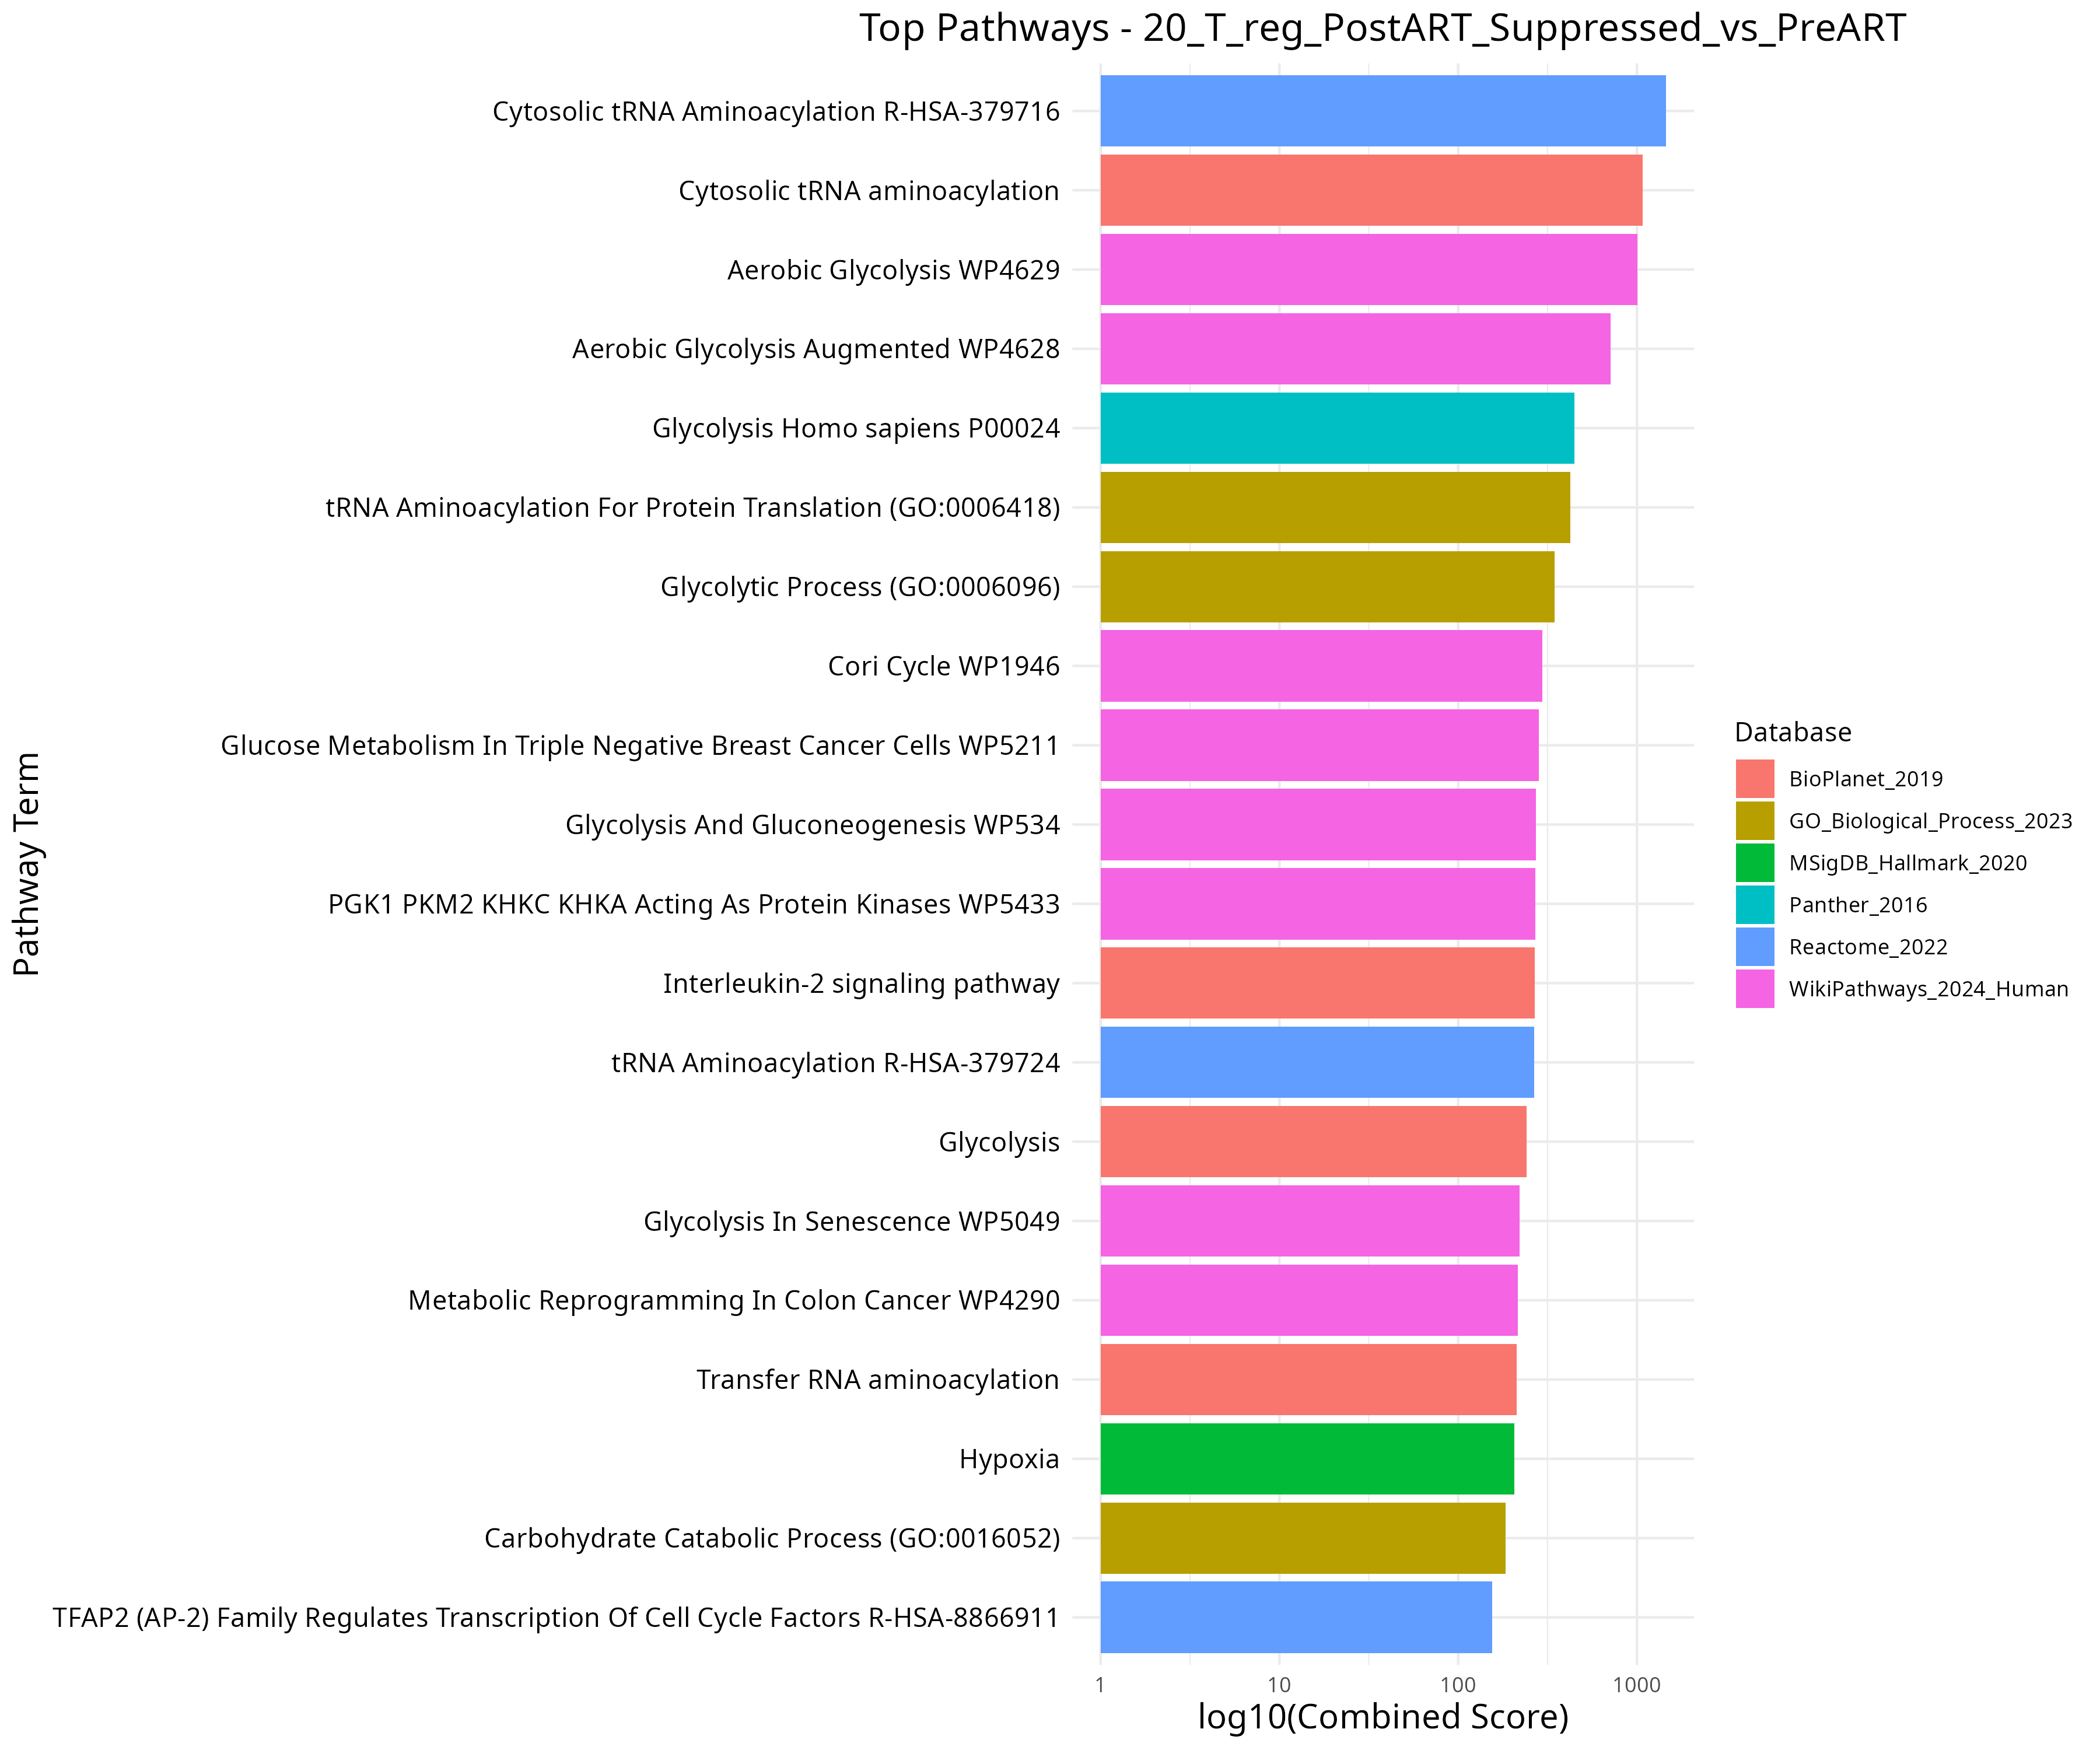 Top Pathways - 20_T_reg_PostART_Suppressed_vs_PreART
Pathway Term
Cytosolic tRNA Aminoacylation R-HSA-379716
Cytosolic tRNA aminoacylation
Aerobic Glycolysis WP4629
Aerobic Glycolysis Augmented WP4628
Glycolysis Homo sapiens P00024
tRNA Aminoacylation For Protein Translation (GO:0006418)
Glycolytic Process (GO:0006096)
Cori Cycle WP1946
Glucose Metabolism In Triple Negative Breast Cancer Cells WP5211
Glycolysis And Gluconeogenesis WP534
PGK1 PKM2 KHKC KHKA Acting As Protein Kinases WP5433
Interleukin-2 signaling pathway
tRNA Aminoacylation R-HSA-379724
Glycolysis
Glycolysis In Senescence WP5049
Metabolic Reprogramming In Colon Cancer WP4290
Transfer RNA aminoacylation
Hypoxia
Carbohydrate Catabolic Process (GO:0016052)
TFAP2 (AP-2) Family Regulates Transcription Of Cell Cycle Factors R-HSA-8866911
1 10 100 1000
log10(Combined Score)
Database
BioPlanet_2019
GO_Biological_Process_2023
MSigDB_Hallmark_2020
Panther_2016
Reactome_2022
WikiPathways_2024_Human